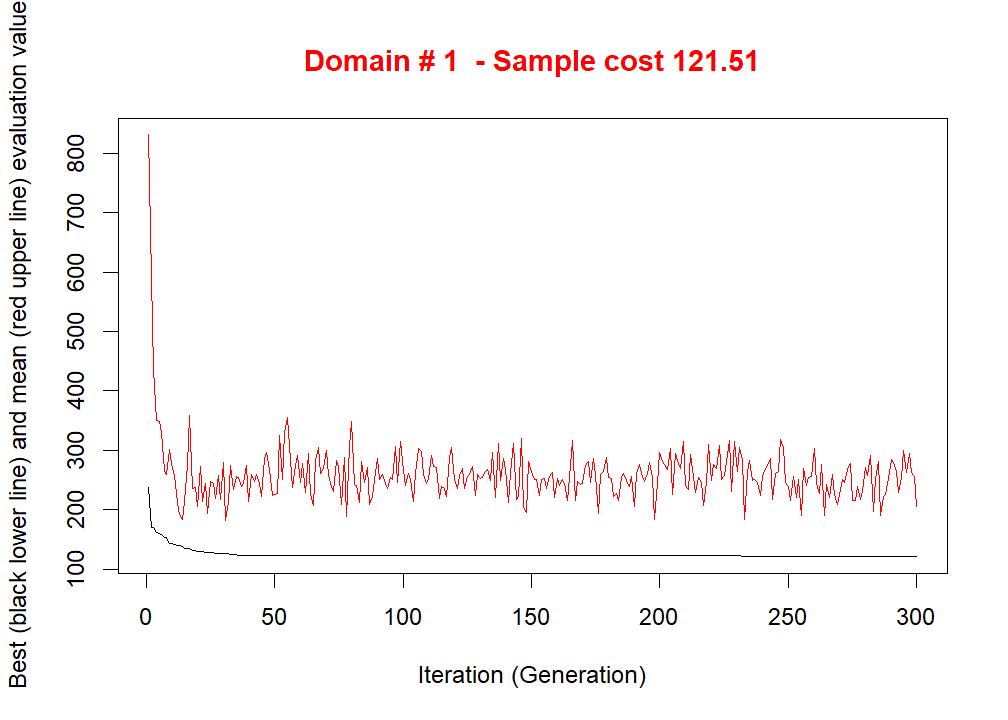 Domain # 1  - Sample cost 121.51
Best (black lower line) and mean (red upper line) evaluation value
800
700
600
500
400
300
200
100
0 50 100 150 200 250 300
Iteration (Generation)